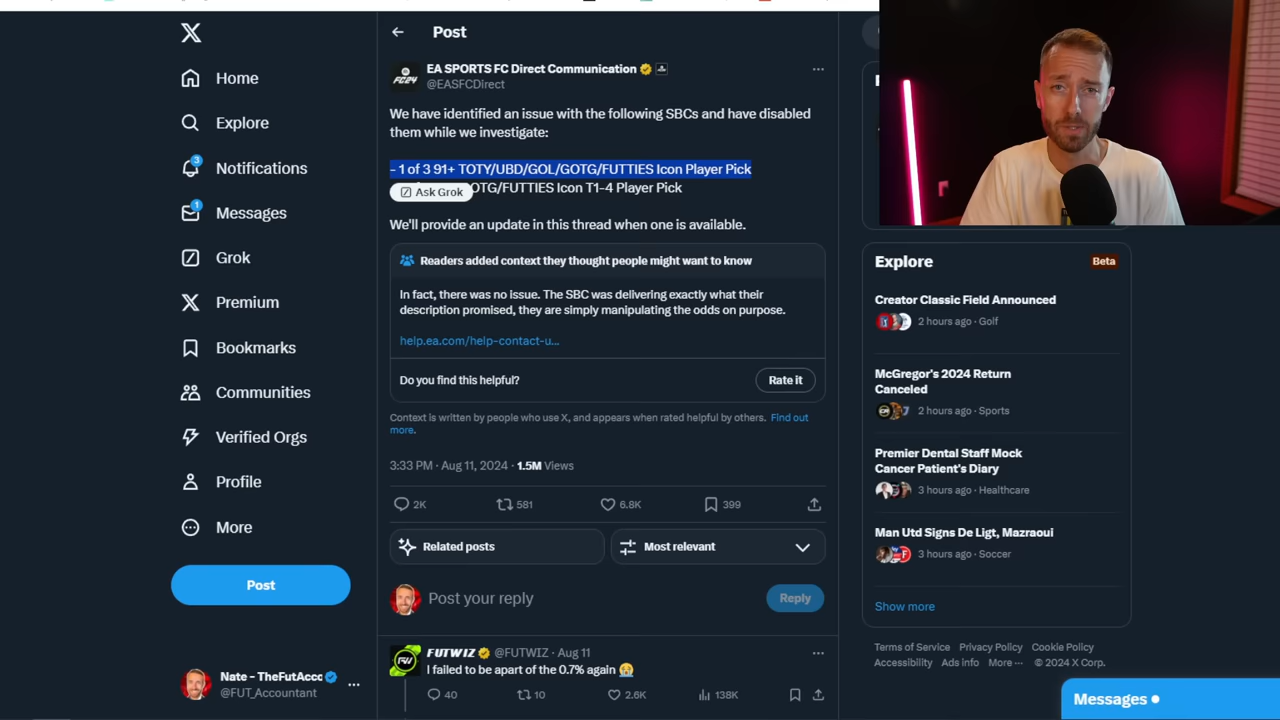 Post
EA SPORTS FC Direct Communication
@EASFCDirect
FC24
We have identified an issue with the following SBCs and have disabled
them while we investigate:
- 1 of 3 91+ TOTY/UBD/GOL/GOTG/FUTTIES Icon Player Pick
Ask Grok
OTG/FUTTIES Icon T1-4 Player Pick
We'll provide an update in this thread when one is available.
Readers added context they thought people might want to know
In fact, there was no issue. The SBC was delivering exactly what their
description promised, they are simply manipulating the odds on purpose.
help.ea.com/help-contact-u...
Do you find this helpful?
Rate it
Context is written by people who use X, and appears when rated helpful by others. Find out
more.
3:33 PM · Aug 11, 2024 · 1.5M Views
2K
581
6.8K
399
Related posts
Most relevant
Post your reply
Reply
FUTWIZ @FUTWIZ · Aug 11
I failed to be apart of the 0.7% again 😭
40
10
2.6K
138K
Home
Explore
3
Notifications
1
Messages
Grok
Premium
Bookmarks
Communities
Verified Orgs
Profile
More
Post
Nate - TheFutAccc
@FUT_Accountant
Explore
Beta
Creator Classic Field Announced
2 hours ago · Golf
McGregor's 2024 Return
Canceled
2 hours ago · Sports
Premier Dental Staff Mock
Cancer Patient's Diary
3 hours ago · Healthcare
Man Utd Signs De Ligt, Mazraoui
3 hours ago · Soccer
Show more
Terms of Service Privacy Policy Cookie Policy
Accessibility Ads info More ··· © 2024 X Corp.
Messages